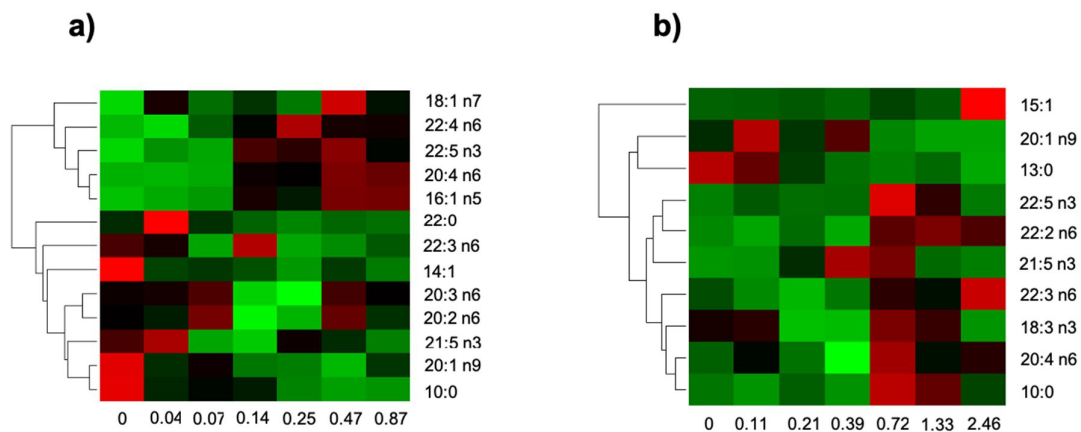 a)
18:1 n7
22:4 n6
22:5 n3
20:4 n6
16:1 n5
22:0
22:3 n6
14:1
20:3 n6
20:2 n6
21:5 n3
20:1 n9
10:0
0 0.04 0.07 0.14 0.25 0.47 0.87
b)
15:1
20:1 n9
13:0
22:5 n3
22:2 n6
21:5 n3
22:3 n6
18:3 n3
20:4 n6
10:0
0 0.11 0.21 0.39 0.72 1.33 2.46